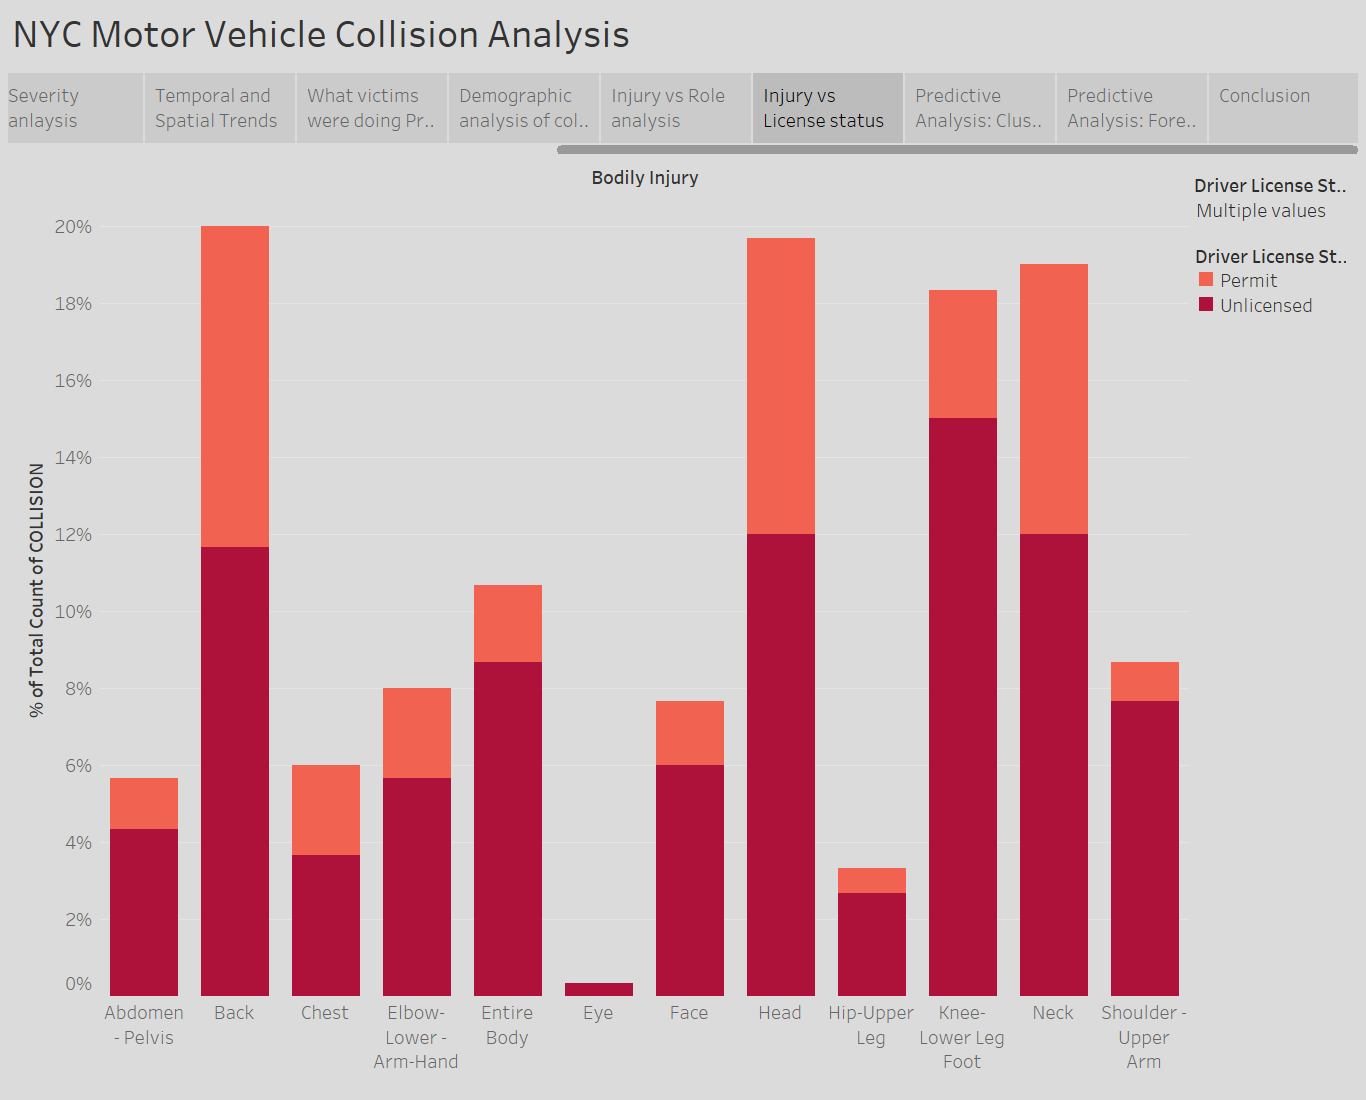 NYC Motor Vehicle Collision Analysis
Severity
anlaysis
Temporal and
Spatial Trends
What victims
were doing Pr..
Demographic
analysis of col..
Injury vs Role
analysis
Injury vs
License status
Predictive
Analysis: Clus..
Predictive
Analysis: Fore..
Conclusion
Bodily Injury
Driver License St..
Multiple values
Driver License St..
Permit
Unlicensed
% of Total Count of COLLISION
20%
18%
16%
14%
12%
10%
8%
6%
4%
2%
0%
Abdomen
- Pelvis
Back
Chest
Elbow-
Lower -
Arm-Hand
Entire
Body
Eye
Face
Head
Hip-Upper
Leg
Knee-
Lower Leg
Foot
Neck
Shoulder -
Upper
Arm